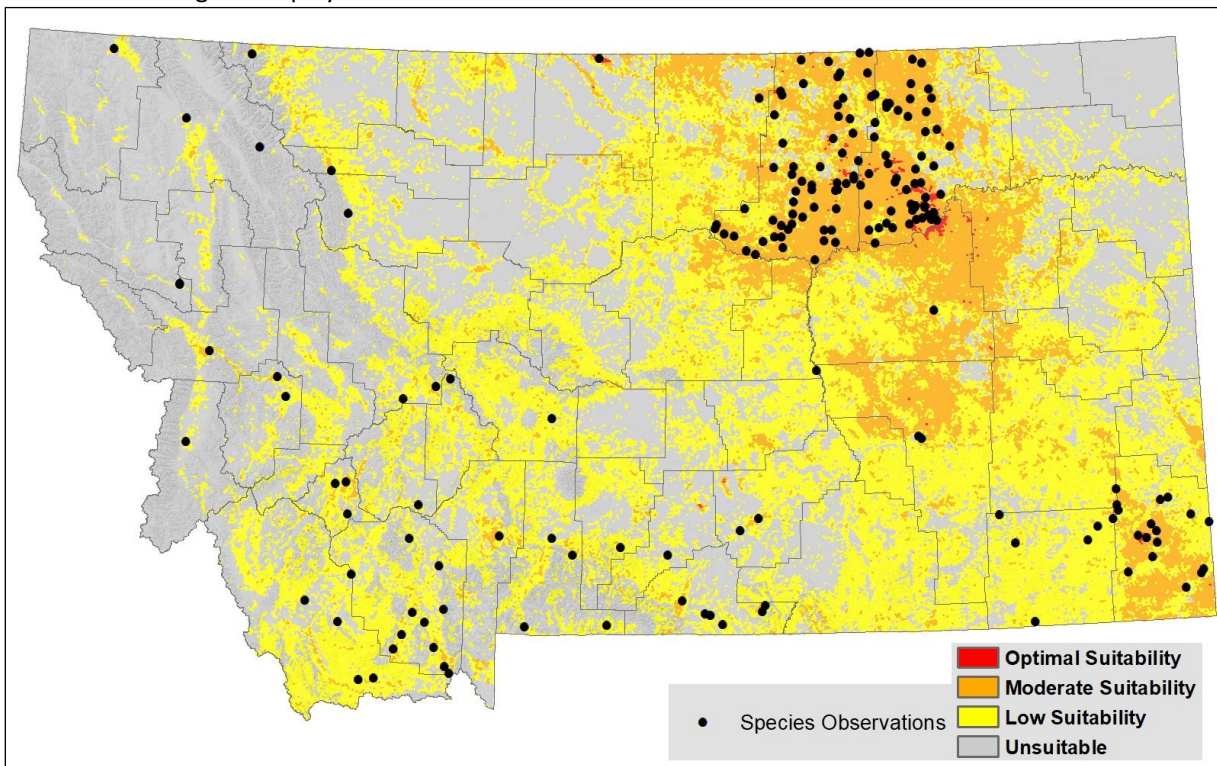 Optimal Suitability
Moderate Suitability
Species Observations
Low Suitability
Unsuitable